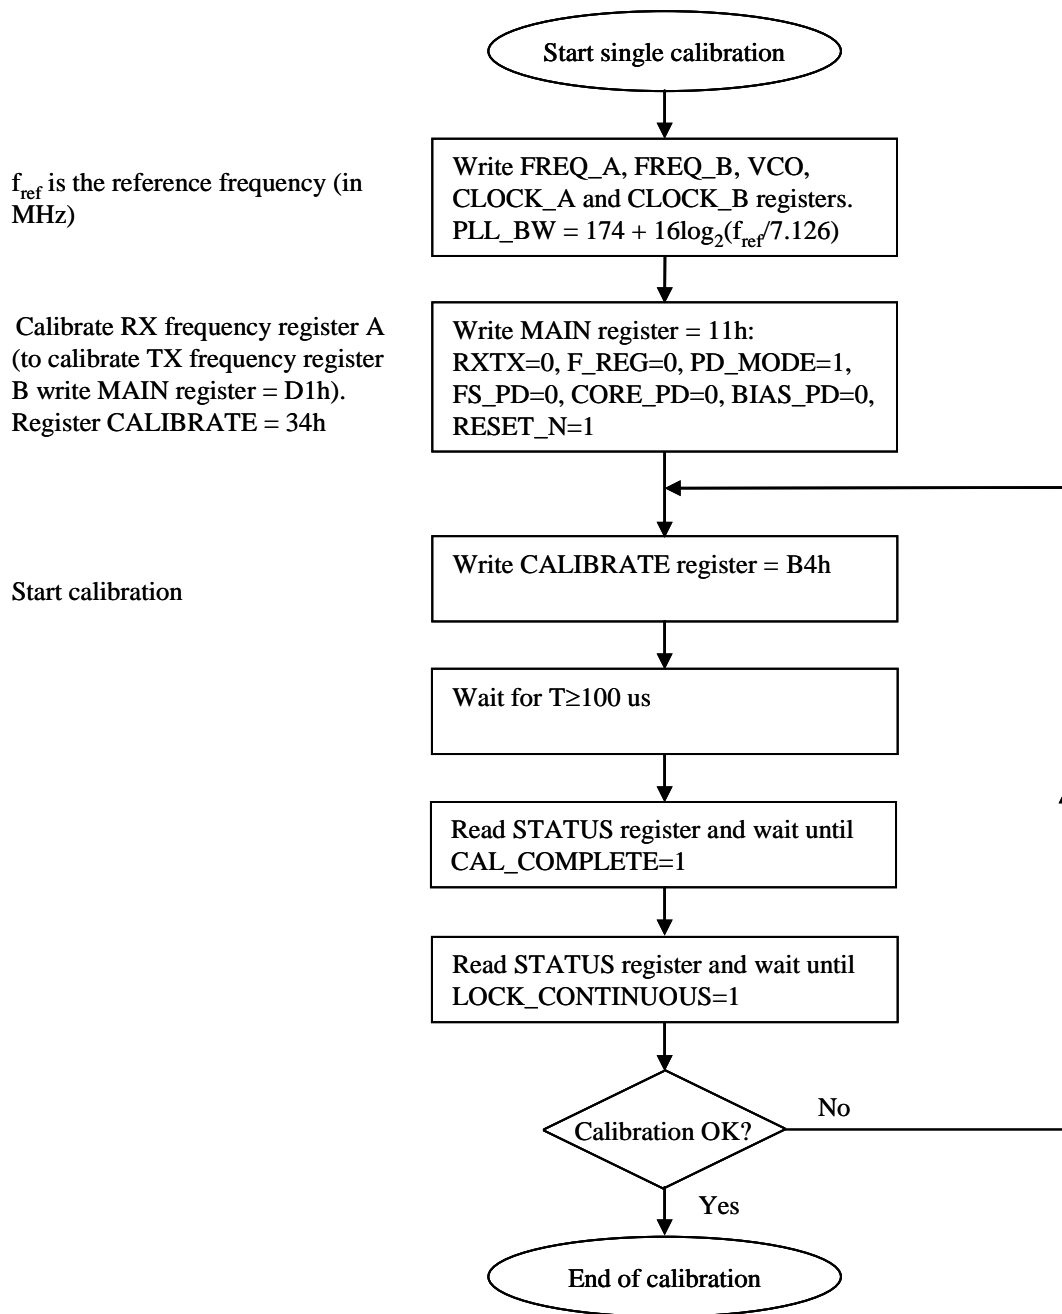 Start single calibration
f_ref is the reference frequency (in
MHz)
Write FREQ_A, FREQ_B, VCO,
CLOCK_A and CLOCK_B registers.
PLL_BW = 174 + 16log₂(f_ref/7.126)
Calibrate RX frequency register A
(to calibrate TX frequency register
B write MAIN register = D1h).
Register CALIBRATE = 34h
Write MAIN register = 11h:
RXTX=0, F_REG=0, PD_MODE=1,
FS_PD=0, CORE_PD=0, BIAS_PD=0,
RESET_N=1
Start calibration
Write CALIBRATE register = B4h
Wait for T≥100 us
Read STATUS register and wait until
CAL_COMPLETE=1
Read STATUS register and wait until
LOCK_CONTINUOUS=1
Calibration OK?
No
Yes
End of calibration